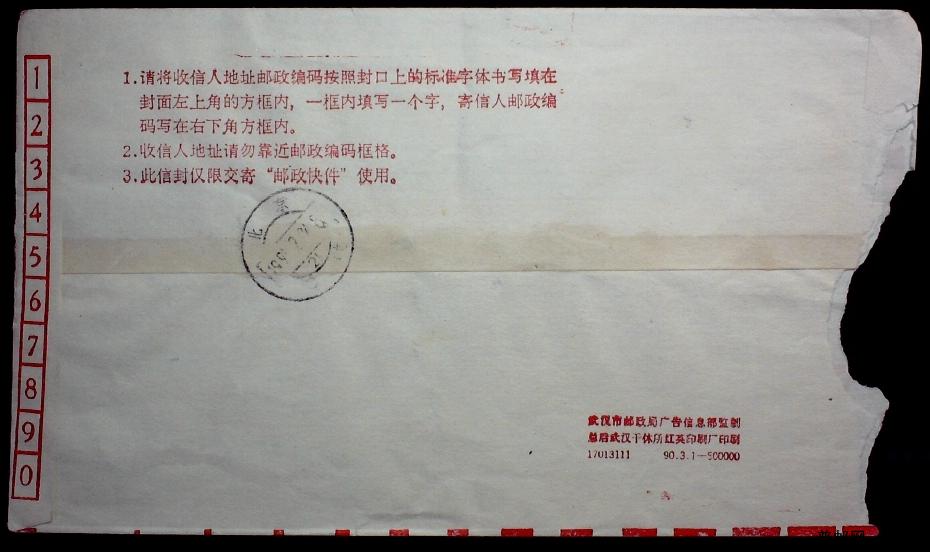 1
2
3
4
5
6
7
8
9
0
1.请将收信人地址邮政编码按照封口上的标准字体书写填在
封面左上角的方框内，一框内填写一个字，寄信人邮政编
码写在右下角方框内。
2.收信人地址请勿靠近邮政编码框格。
3.此信封仅限交寄“邮政快件”使用。
北京
武汉市邮政局广告信息部监制
总后武汉干休所红英印刷厂印刷
17013111 90.3.1—500000